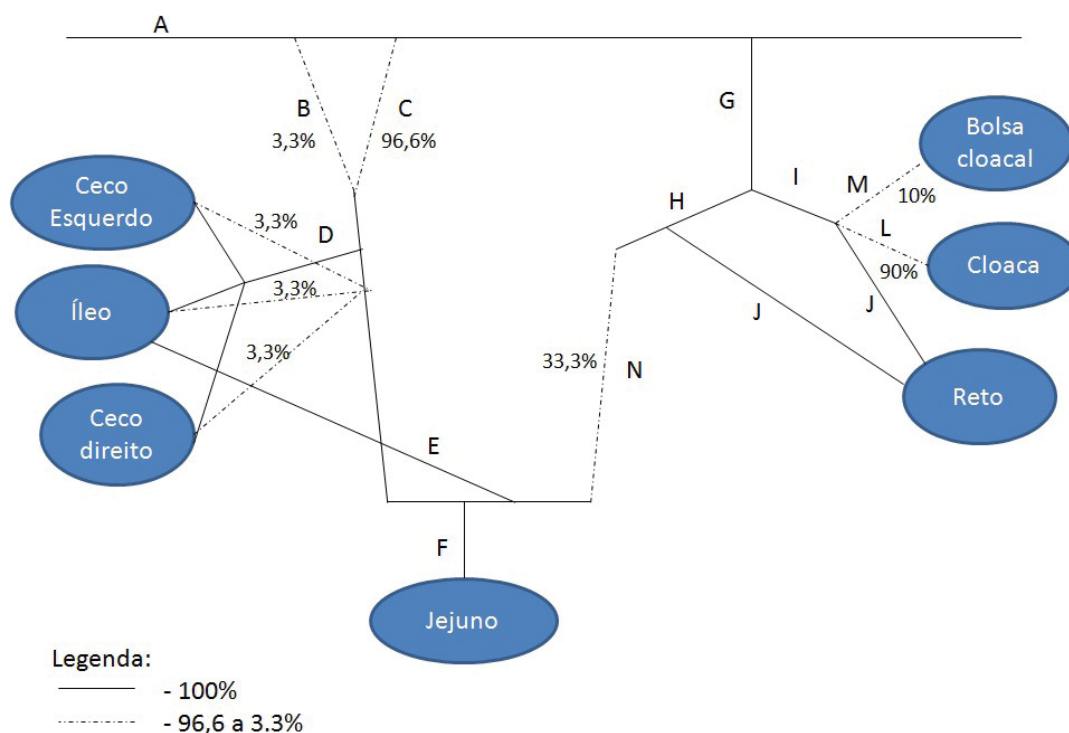 A
B
C
3,3%
96,6%
G
Bolsa
cloacal
I
M
10%
H
L
90%
Cloaca
Ceco
Esquerdo
3,3%
D
Íleo
3,3%
3,3%
Ceco
direito
E
J
J
Reto
33,3%
N
F
Jejuno
Legenda:
- 100%
- 96,6 a 3.3%